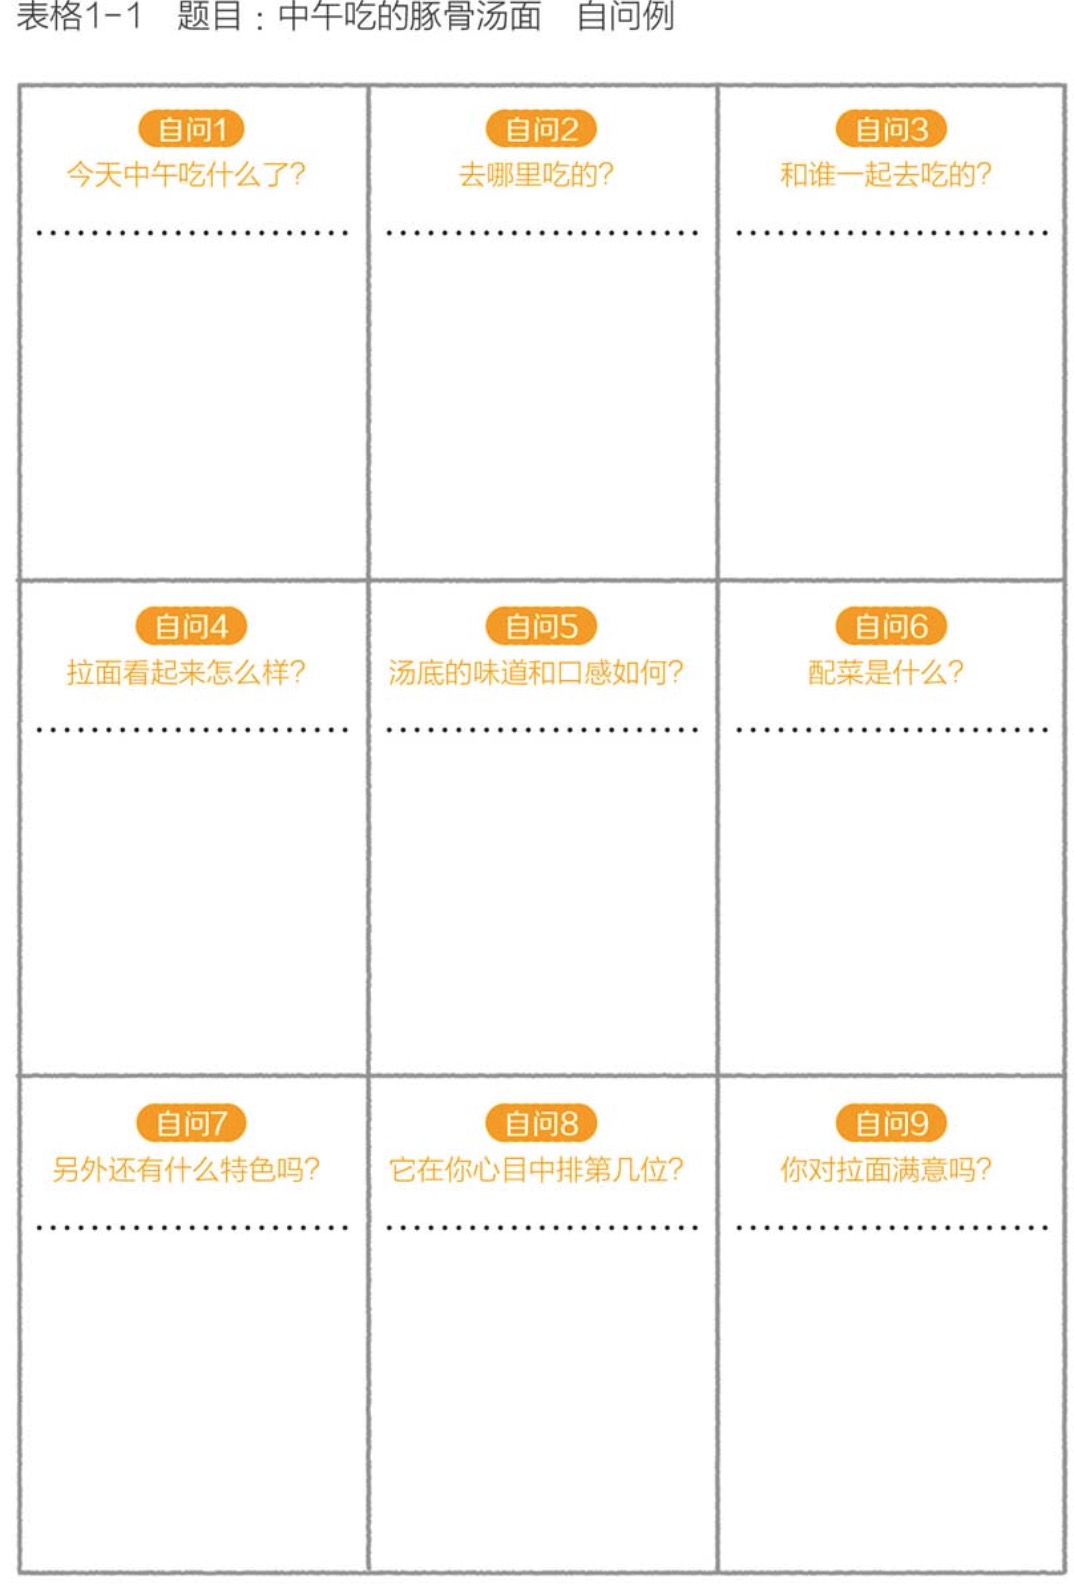 表格1-1　题目：中午吃的豚骨汤面　自问例
自问1
今天中午吃什么了？
自问2
去哪里吃的？
自问3
和谁一起去吃的？
自问4
拉面看起来怎么样？
自问5
汤底的味道和口感如何？
自问6
配菜是什么？
自问7
另外还有什么特色吗？
自问8
它在你心目中排第几位？
自问9
你对拉面满意吗？